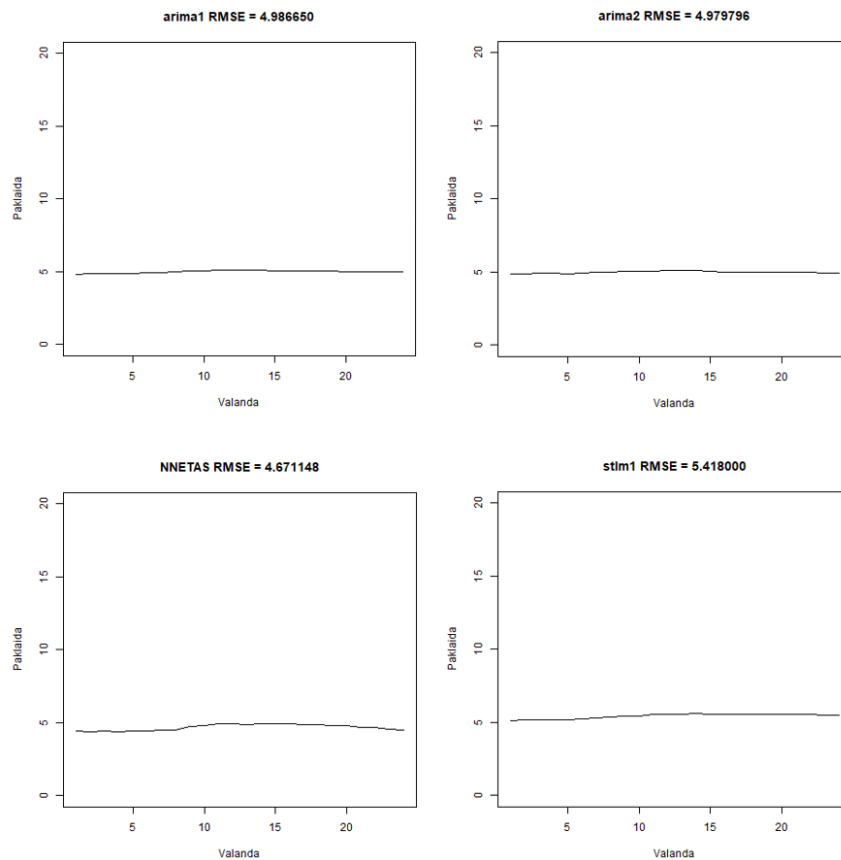 arima1 RMSE = 4.986650
Paklaida
20
15
10
5
0
5 10 15 20
Valanda
arima2 RMSE = 4.979796
Paklaida
20
15
10
5
0
5 10 15 20
Valanda
NNETAS RMSE = 4.671148
Paklaida
20
15
10
5
0
5 10 15 20
Valanda
stlm1 RMSE = 5.418000
Paklaida
20
15
10
5
0
5 10 15 20
Valanda